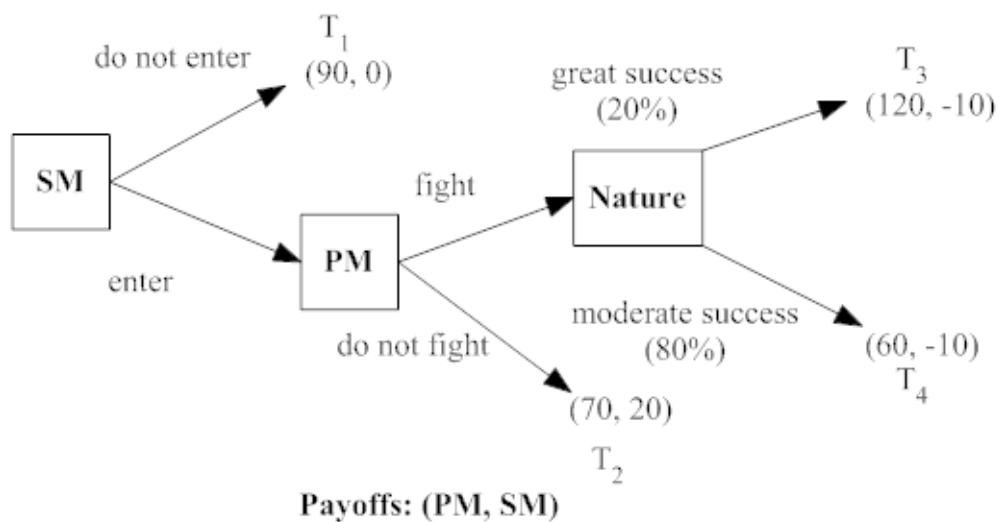 T1
do not enter
(90, 0)
great success
(20%)
T3
(120, -10)
SM
fight
Nature
enter
PM
do not fight
moderate success
(80%)
(60, -10)
T4
(70, 20)
T2
Payoffs: (PM, SM)